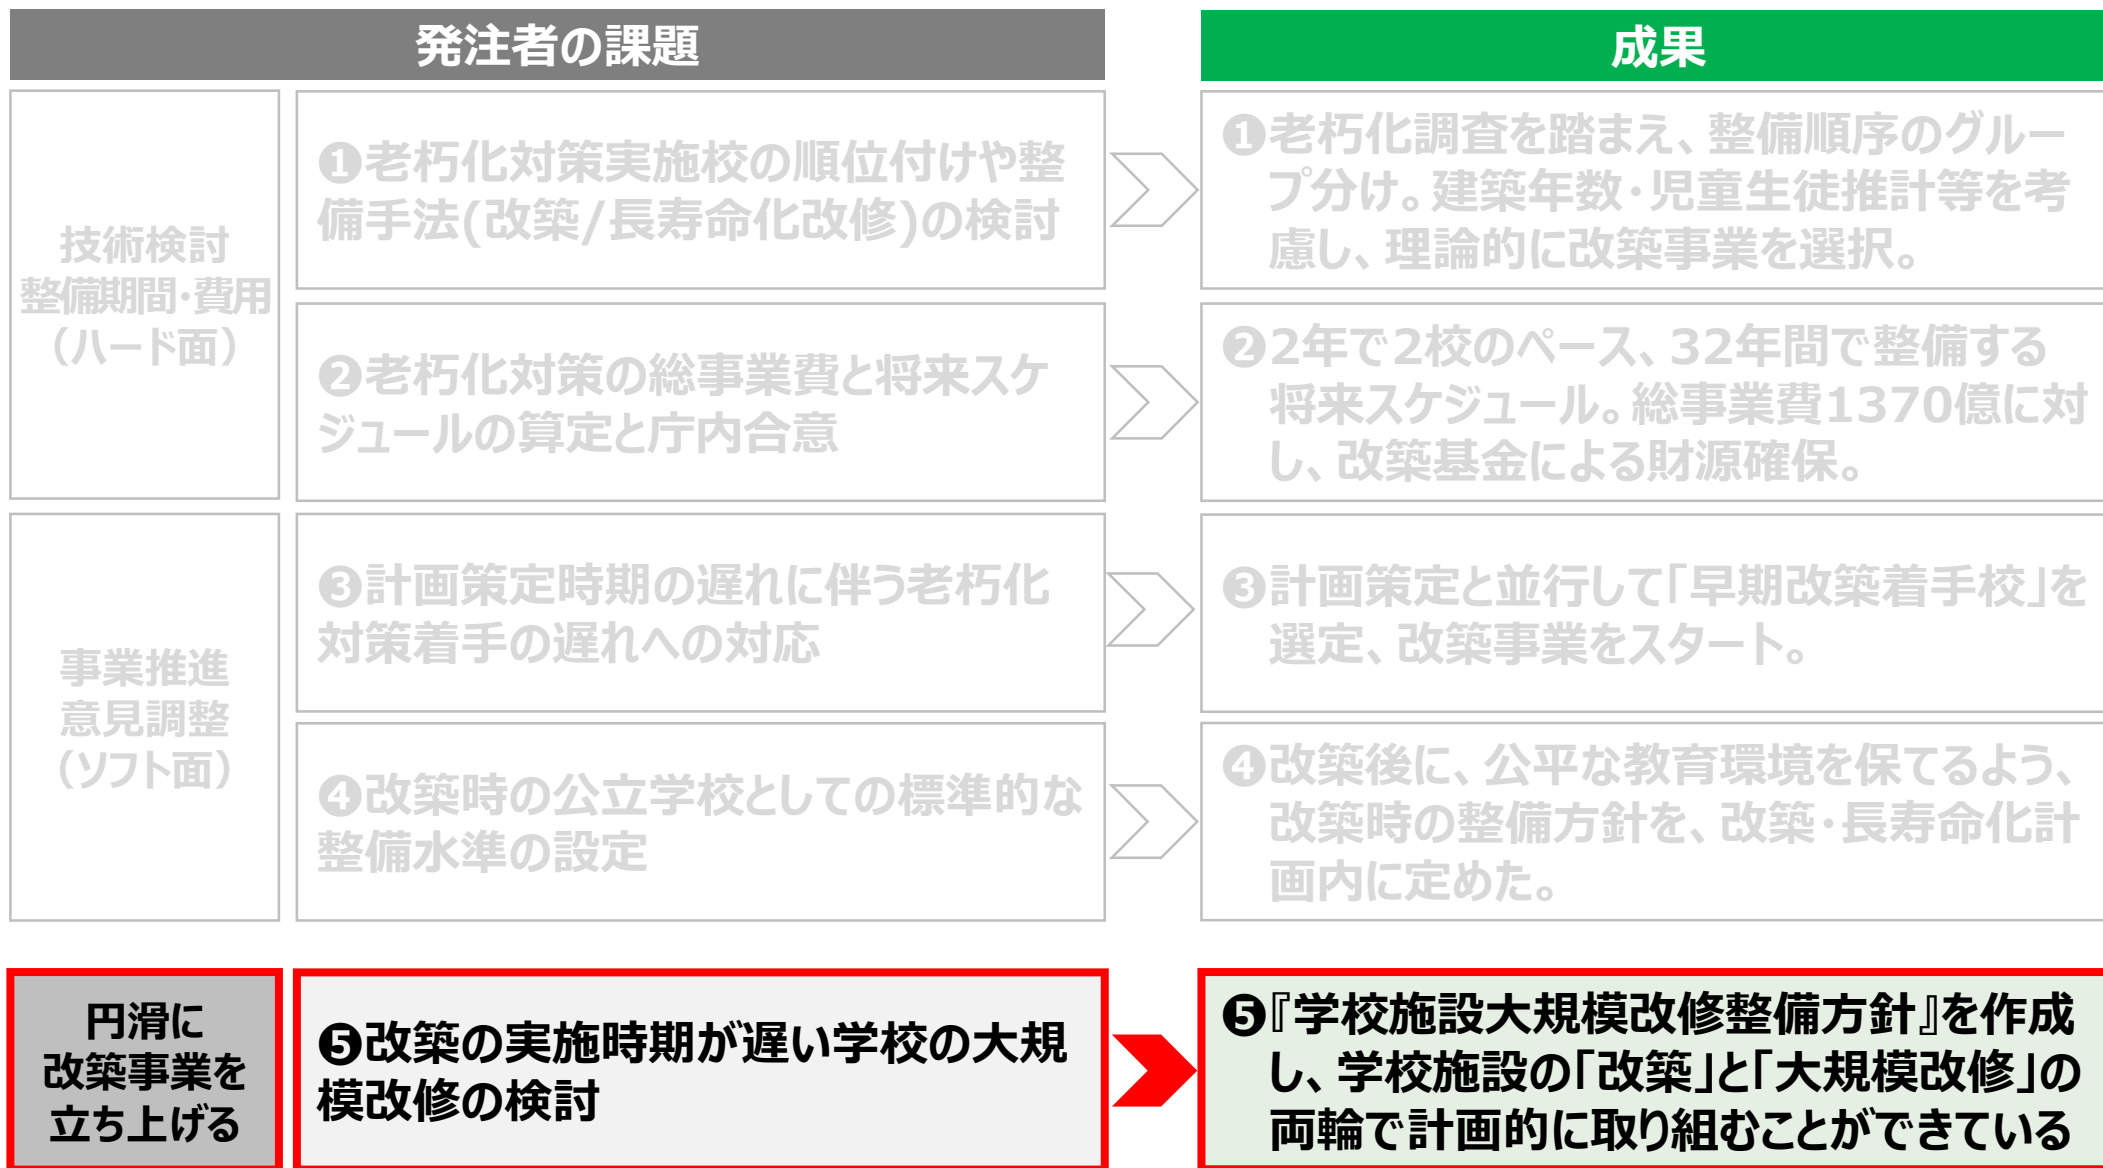 発注者の課題
成果
技術検討
整備期間・費用
（ハード面）
❶老朽化対策実施校の順位付けや整
備手法(改築/長寿命化改修)の検討
❶老朽化調査を踏まえ、整備順序のグルー
プ分け。建築年数・児童生徒推計等を考
慮し、理論的に改築事業を選択。
❷老朽化対策の総事業費と将来スケ
ジュールの算定と庁内合意
❷2年で2校のペース、32年間で整備する
将来スケジュール。総事業費1370億に対
し、改築基金による財源確保。
事業推進
意見調整
（ソフト面）
❸計画策定時期の遅れに伴う老朽化
対策着手の遅れへの対応
❸計画策定と並行して「早期改築着手校」を
選定、改築事業をスタート。
❹改築時の公立学校としての標準的な
整備水準の設定
❹改築後に、公平な教育環境を保てるよう、
改築時の整備方針を、改築・長寿命化計
画内に定めた。
円滑に
改築事業を
立ち上げる
❺改築の実施時期が遅い学校の大規
模改修の検討
❺『学校施設大規模改修整備方針』を作成
し、学校施設の「改築」と「大規模改修」の
両輪で計画的に取り組むことができている